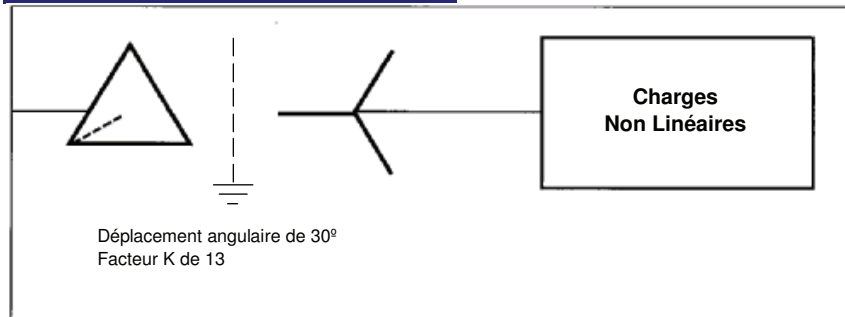 Charges
Non Linéaires
Déplacement angulaire de 30º
Facteur K de 13